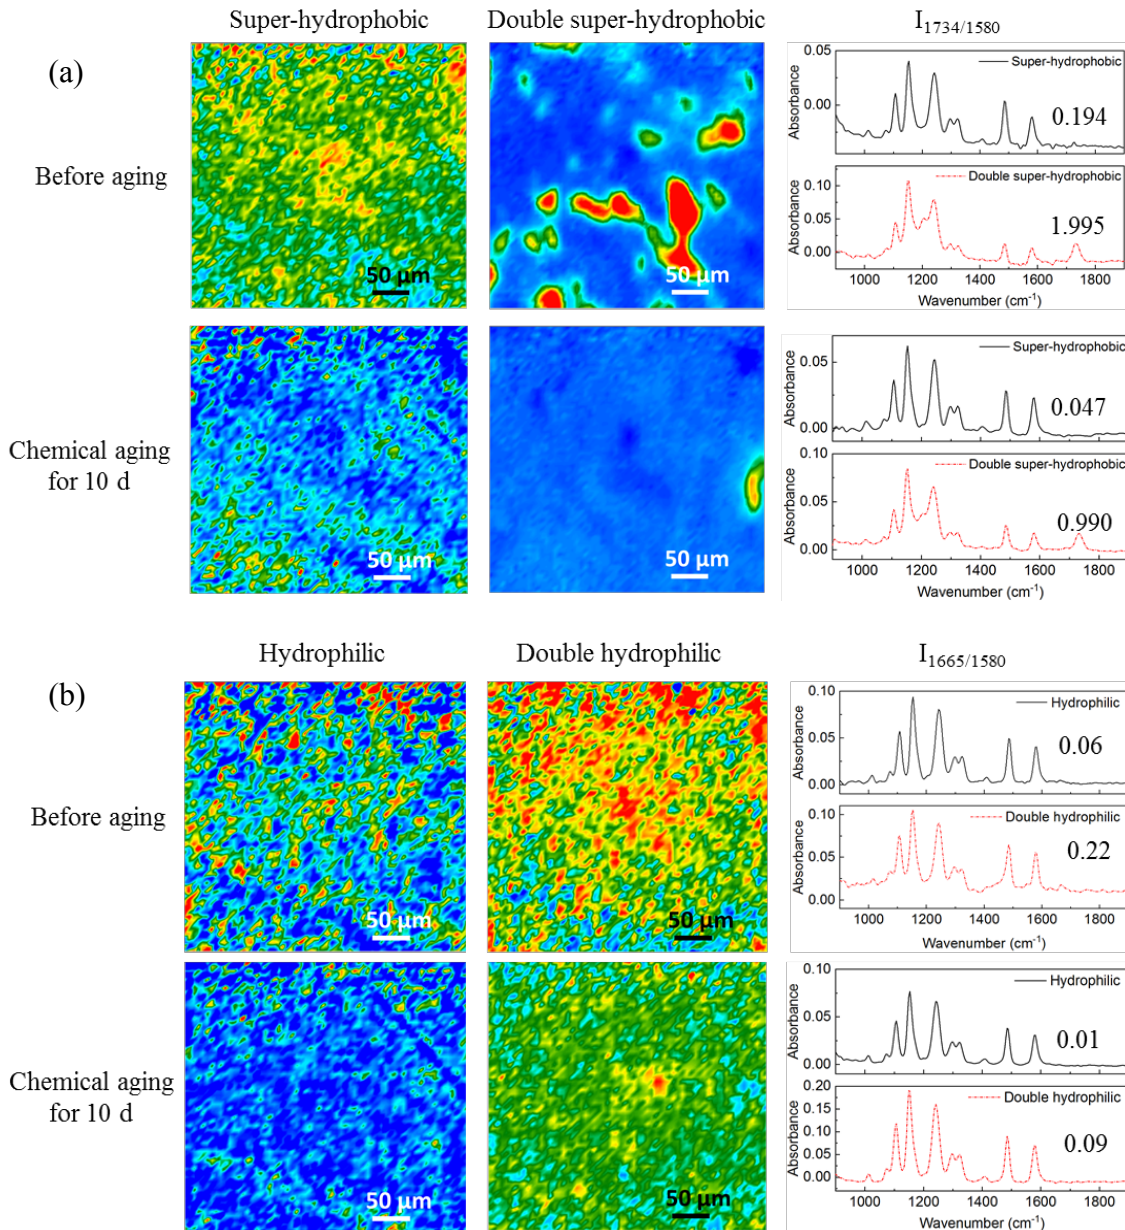 Super-hydrophobic Double super-hydrophobic I1734/1580
(a)
Before aging
50 μm
50 μm
0.05
0.00
Absorbance
Super-hydrophobic
0.194
0.10
0.05
0.00
Absorbance
Double super-hydrophobic
1.995
1000 1200 1400 1600 1800
Wavenumber (cm-1)
Chemical aging
for 10 d
50 μm
50 μm
0.05
0.00
Absorbance
Super-hydrophobic
0.047
0.10
0.05
0.00
Absorbance
Double super-hydrophobic
0.990
1000 1200 1400 1600 1800
Wavenumber (cm-1)
Hydrophilic Double hydrophilic I1665/1580
(b)
Before aging
50 μm
50 μm
0.10
0.05
0.00
Absorbance
Hydrophilic
0.06
0.10
0.05
0.00
Absorbance
Double hydrophilic
0.22
1000 1200 1400 1600 1800
Wavenumber (cm-1)
Chemical aging
for 10 d
50 μm
50 μm
0.10
0.05
0.00
Absorbance
Hydrophilic
0.01
0.20
0.15
0.10
0.05
0.00
Absorbance
Double hydrophilic
0.09
1000 1200 1400 1600 1800
Wavenumber (cm-1)